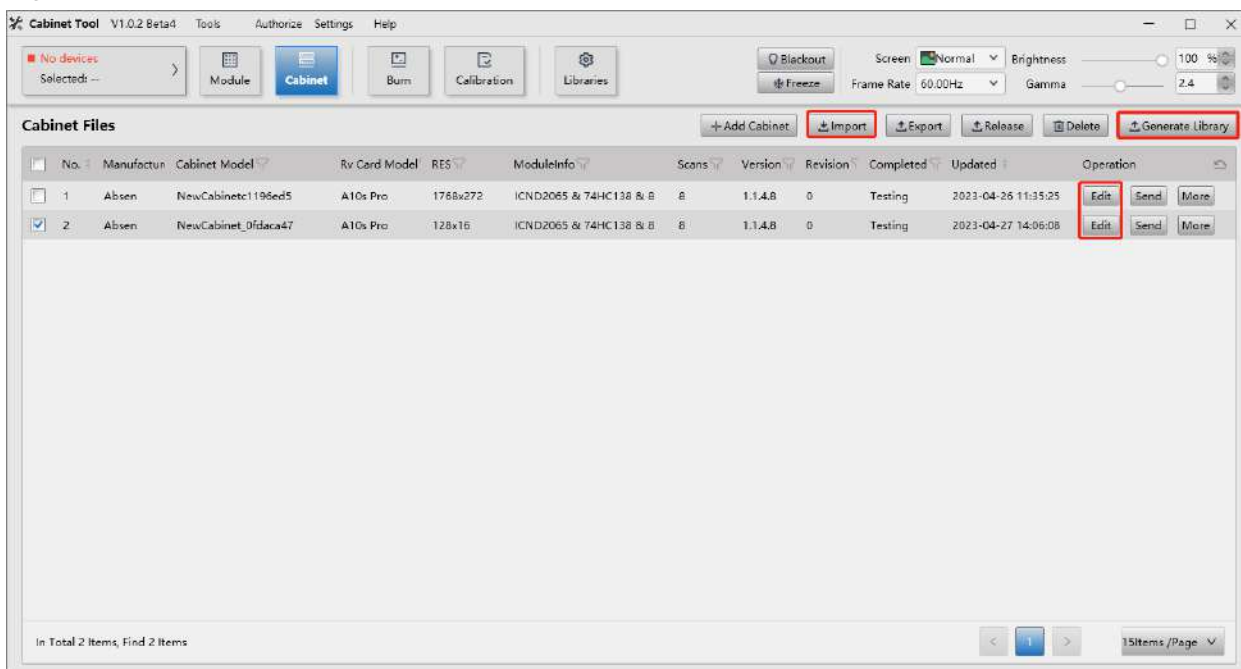 Cabinet Tool V1.0.2 Beta4 Tools Authorize Settings Help
No devices
Selected: --
Module
Cabinet
Burn
Calibration
Libraries
Blackout
Freeze
Screen Normal Brightness 100 %
Frame Rate 60.00Hz Gamma 2.4
Cabinet Files
+Add Cabinet Import Export Release Delete Generate Library
No. Manufactun Cabinet Model Rv Card Model RES ModuleInfo Scans Version Revision Completed Updated Operation
1 Absen NewCabinetc1196ed5 A10s Pro 1768x272 ICND2065 & 74HC138 & 8 8 1.1.4.8 0 Testing 2023-04-26 11:35:25 Edit Send More
2 Absen NewCabinet_0fdaca47 A10s Pro 128x16 ICND2065 & 74HC138 & 8 8 1.1.4.8 0 Testing 2023-04-27 14:06:08 Edit Send More
In Total 2 Items, Find 2 Items
< 1 >
15Items /Page